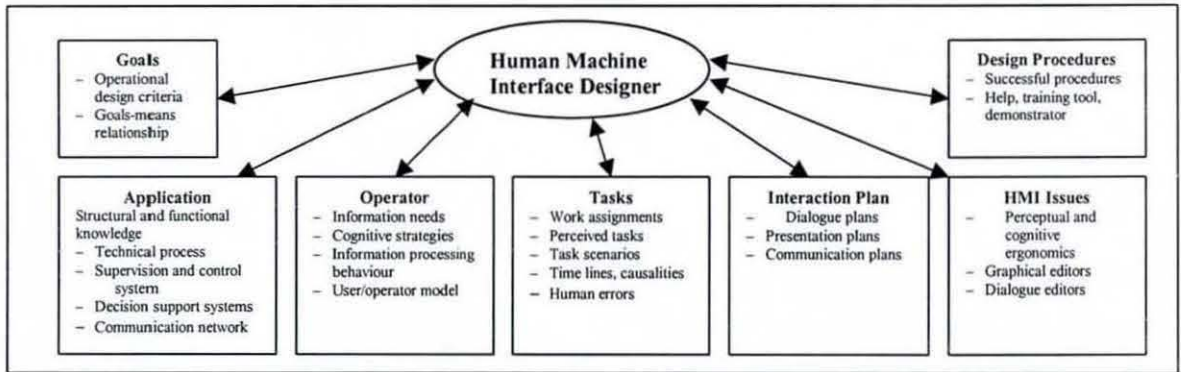 Goals
– Operational
design criteria
– Goals-means
relationship
Human Machine
Interface Designer
Design Procedures
– Successful procedures
– Help, training tool,
demonstrator
Application
Structural and functional
knowledge
– Technical process
– Supervision and control
system
– Decision support systems
– Communication network
Operator
– Information needs
– Cognitive strategies
– Information processing
behaviour
– User/operator model
Tasks
– Work assignments
– Perceived tasks
– Task scenarios
– Time lines, causalities
– Human errors
Interaction Plan
– Dialogue plans
– Presentation plans
– Communication plans
HMI Issues
– Perceptual and
cognitive
ergonomics
– Graphical editors
– Dialogue editors